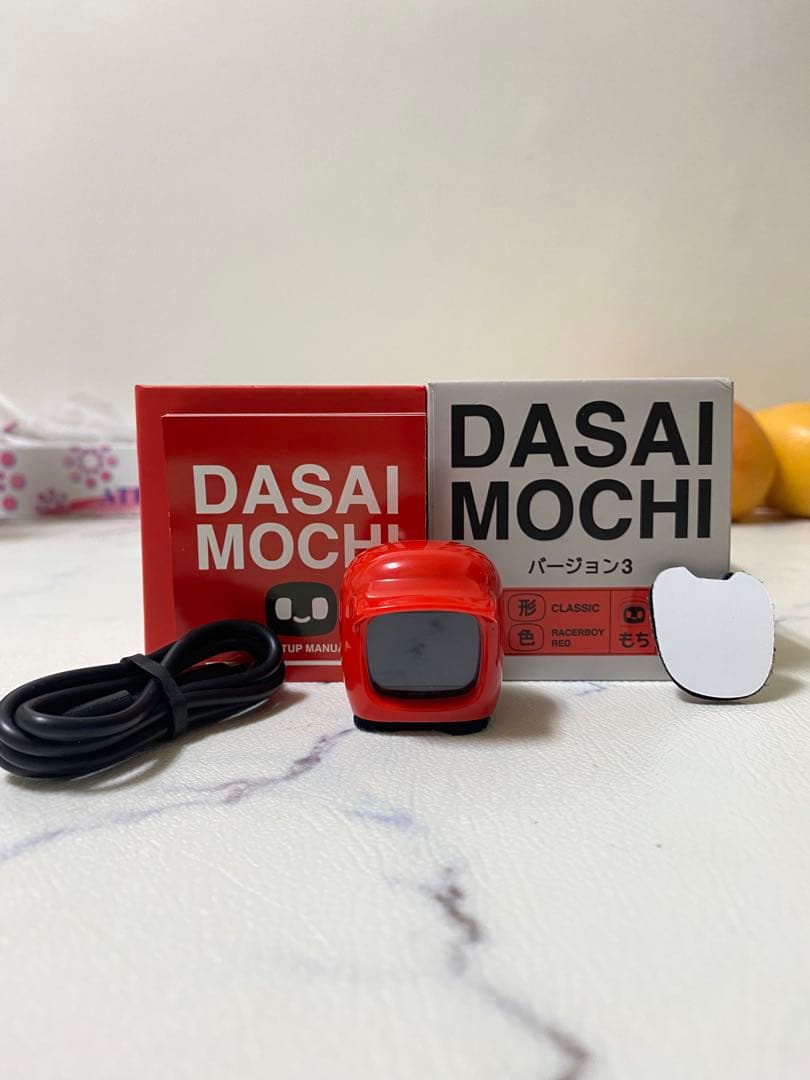 DASAI
MOCHI
TUP MANUA
DASAI
MOCHI
バージョン3
形 CLASSIC
色 RACERBOY
RED
もち